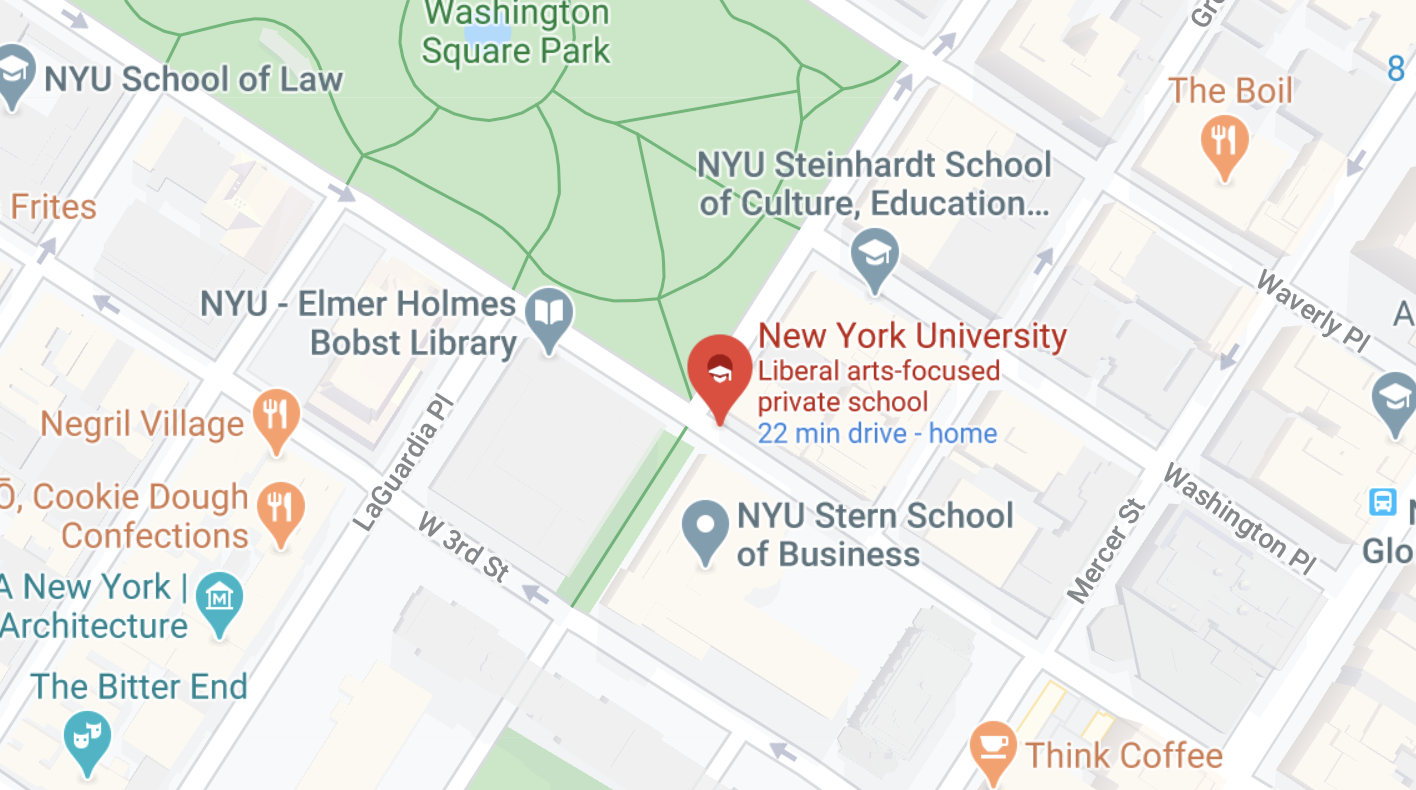 Washington
Square Park
Gr
NYU School of Law
8
The Boil
NYU Steinhardt School
of Culture, Education...
Frites
NYU - Elmer Holmes
Bobst Library
Waverly Pl
A
New York University
Liberal arts-focused
private school
22 min drive - home
Negril Village
LaGuardia Pl
Ō, Cookie Dough
Confections
W 3rd St
NYU Stern School
of Business
Washington Pl
Mercer St
N
Glo
A New York |
Architecture
The Bitter End
Think Coffee